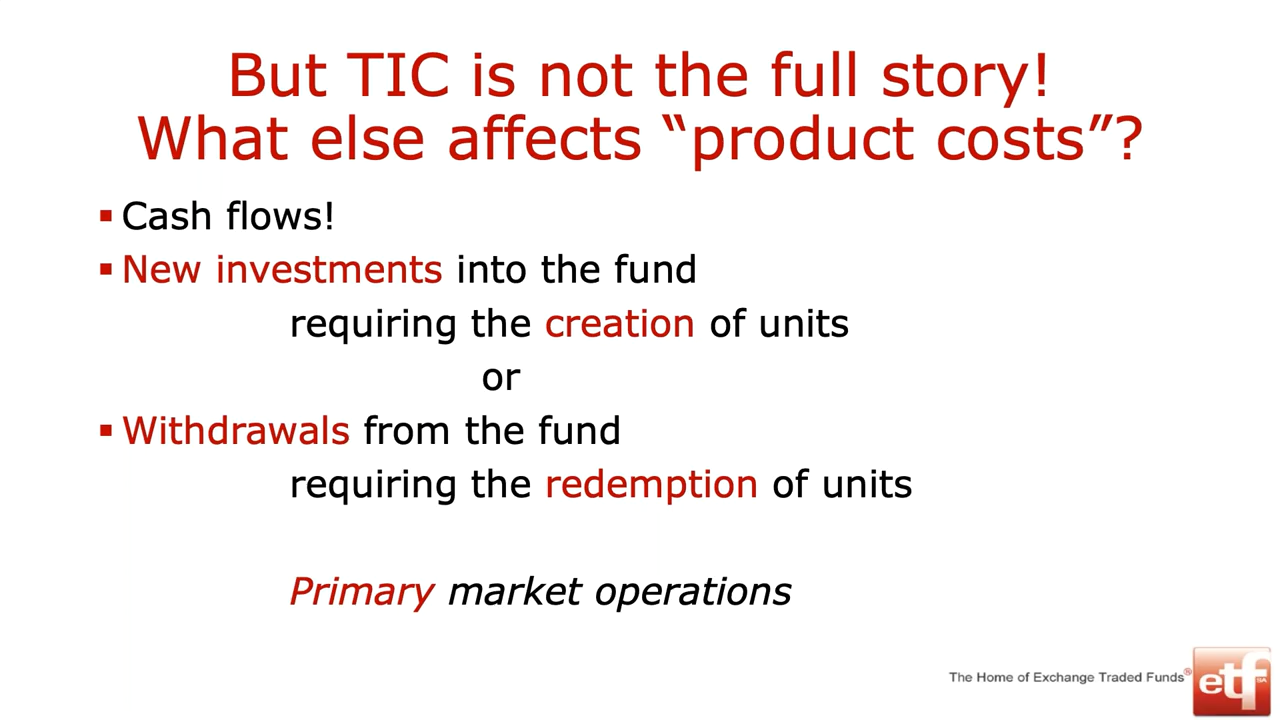 But TIC is not the full story!
What else affects “product costs”?
▪ Cash flows!
▪ New investments into the fund
requiring the creation of units
or
▪ Withdrawals from the fund
requiring the redemption of units
Primary market operations
The Home of Exchange Traded Funds®
etf SA